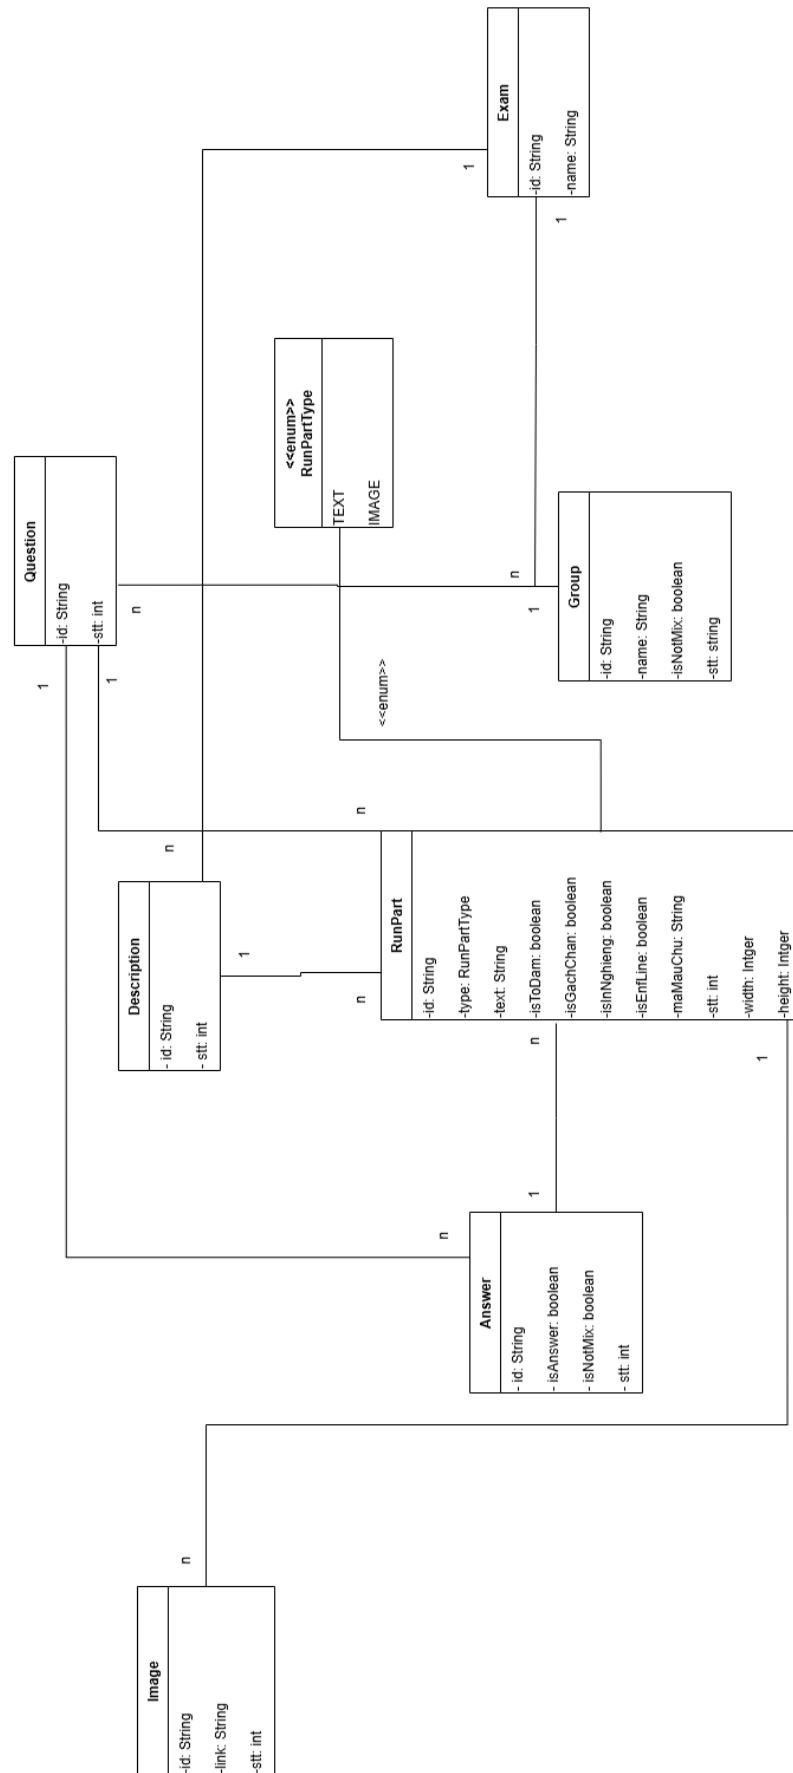 Image
-id: String
-link: String
-stt: int
n
Question
-id: String
-stt: int
1
1
n
Description
- id: String
- stt: int
n
1
<<enum>>
RunPartType
TEXT
IMAGE
<<enum>>
RunPart
-id: String
-type: RunPartType
-text: String
-isToDam: boolean
-isGachChan: boolean
-isInNghieng: boolean
-isEnfLine: boolean
-maMauChu: String
-stt: int
-width: Intger
-height: Intger
n
n
n
1
Answer
- id: String
- isAnswer: boolean
- isNotMix: boolean
- stt: int
n
1
Exam
-id: String
-name: String
1
1
Group
-id: String
-name: String
-isNotMix: boolean
-stt: string
n
1